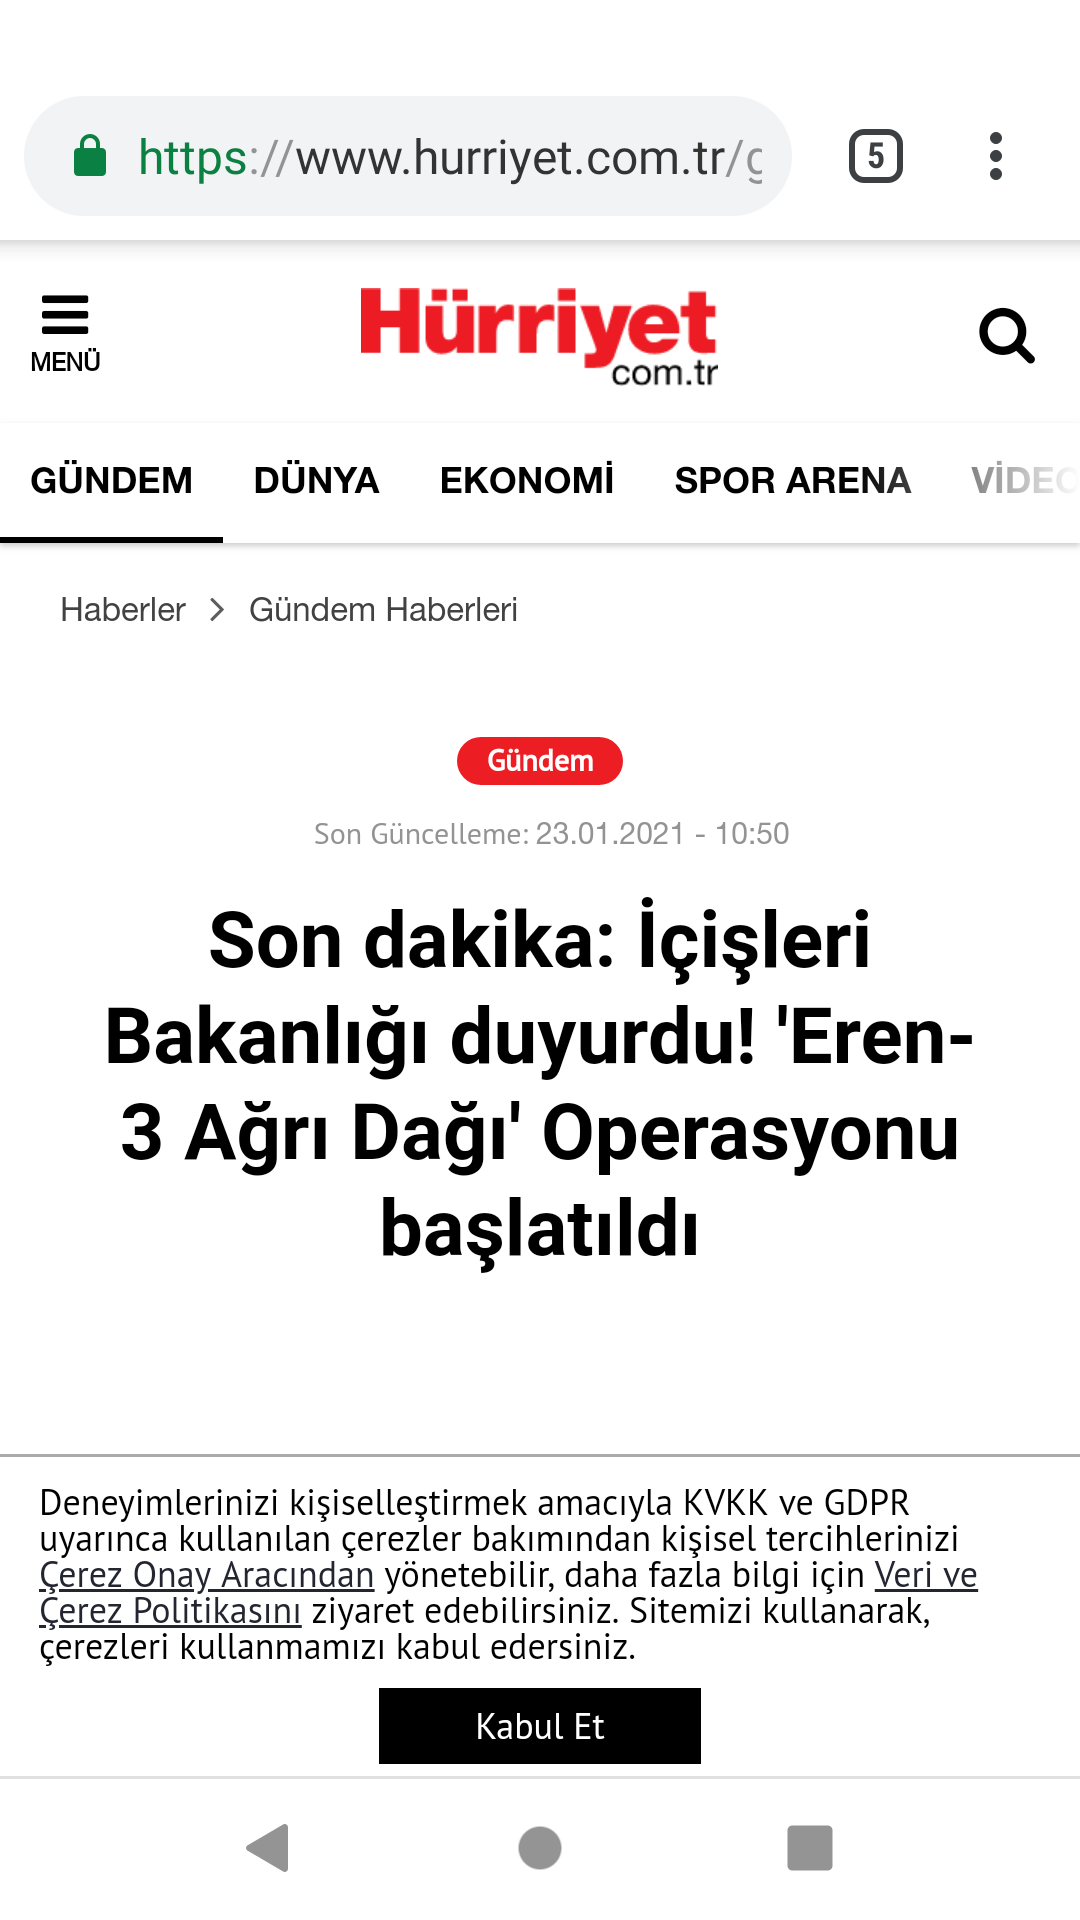 https://www.hurriyet.com.tr/
5
MENÜ
Hürriyet
com.tr
GÜNDEM DÜNYA EKONOMİ SPOR ARENA VİDEO
Haberler > Gündem Haberleri
Gündem
Son Güncelleme: 23.01.2021 - 10:50
Son dakika: İçişleri
Bakanlığı duyurdu! 'Eren-
3 Ağrı Dağı' Operasyonu
başlatıldı
Deneyimlerinizi kişiselleştirmek amacıyla KVKK ve GDPR
uyarınca kullanılan çerezler bakımından kişisel tercihlerinizi
Çerez Onay Aracından yönetebilir, daha fazla bilgi için Veri ve
Çerez Politikasını ziyaret edebilirsiniz. Sitemizi kullanarak,
çerezleri kullanmamızı kabul edersiniz.
Kabul Et